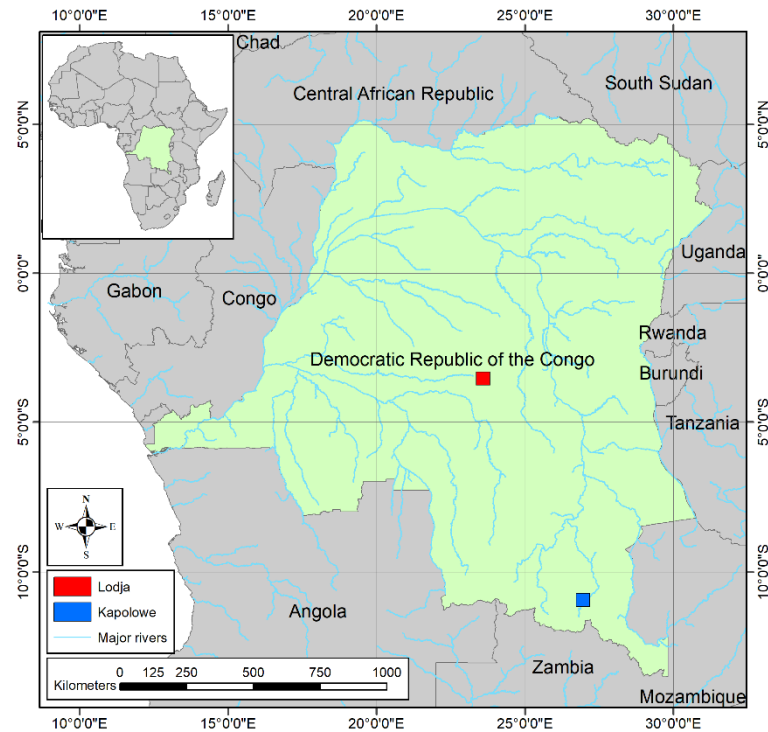 10°0'0"E 15°0'0"E 20°0'0"E 25°0'0"E 30°0'0"E
Chad
South Sudan
Central African Republic
5°0'0"N 5°0'0"N
Uganda
0°0'0" 0°0'0"
Gabon
Congo
Rwanda
Democratic Republic of the Congo
Burundi
Tanzania
5°0'0"S 5°0'0"S
N
W E
S
10°0'0"S 10°0'0"S
Lodja
Kapolowe
Major rivers
Angola
Zambia
0 125 250 500 750 1000
Kilometers
Mozambique
10°0'0"E 15°0'0"E 20°0'0"E 25°0'0"E 30°0'0"E